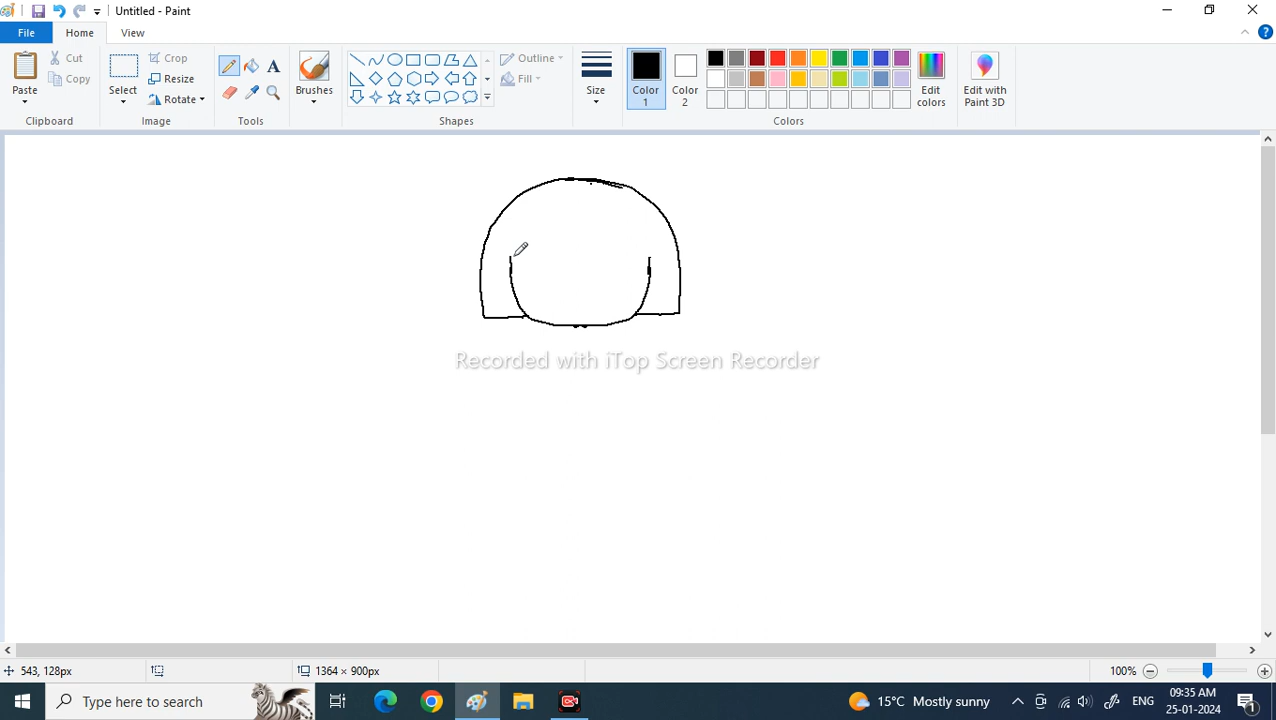 Untitled - Paint
File Home View
Paste
Cut
Copy
Clipboard
Select
Crop
Resize
Rotate
Image
Tools
Brushes
Shapes
Outline
Fill
Size
Color 1
Color 2
Colors
Edit colors
Edit with Paint 3D
Recorded with iTop Screen Recorder
543, 128px
1364 × 900px
100%
Type here to search
15°C Mostly sunny
ENG
09:35 AM
25-01-2024
1